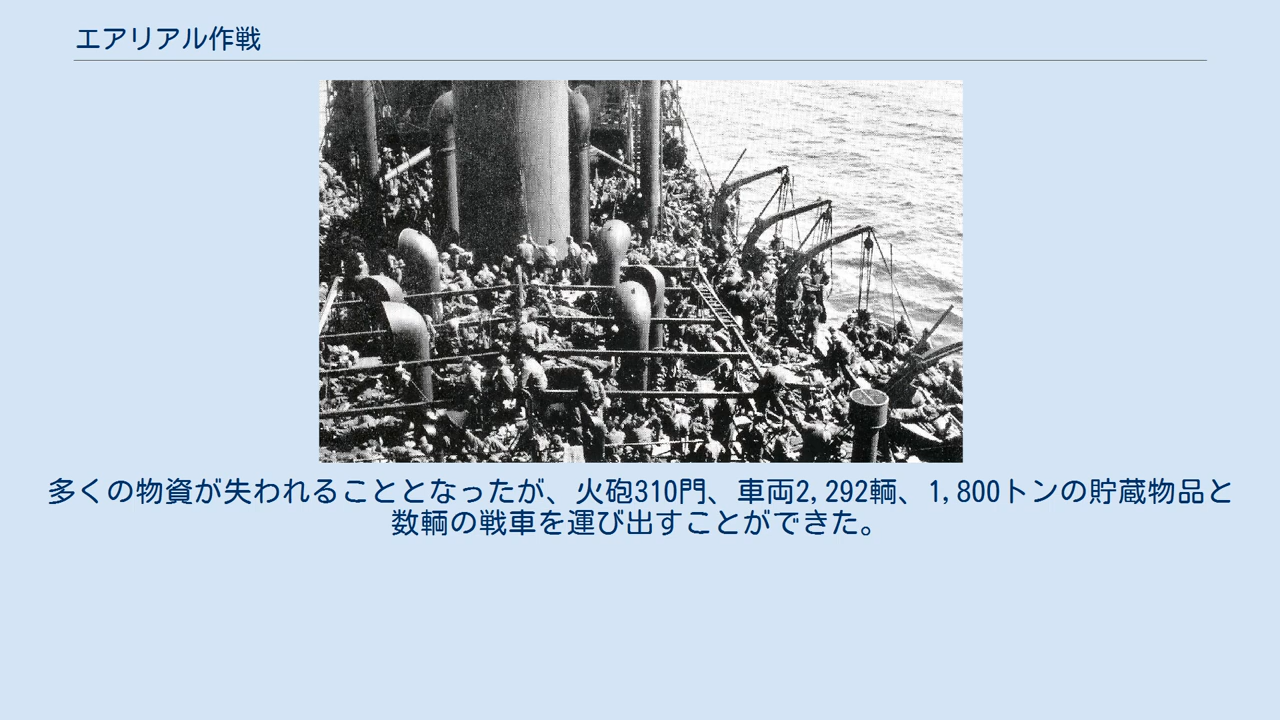 エアリアル作戦
多くの物資が失われることとなったが、火砲310門、車両2,292輌、1,800トンの貯蔵物品と
数輌の戦車を運び出すことができた。